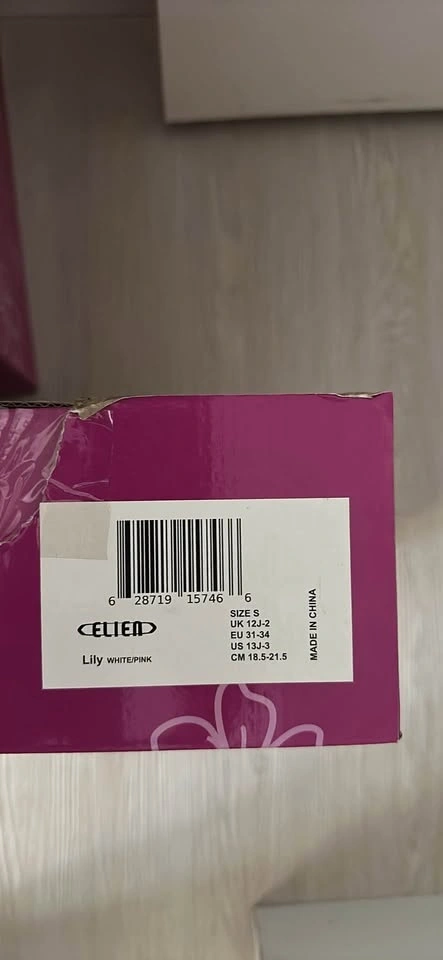 6 28719 15746 6
ELIEN
Lily WHITE/PINK
SIZE S
UK 12J-2
EU 31-34
US 13J-3
CM 18.5-21.5
MADE IN CHINA